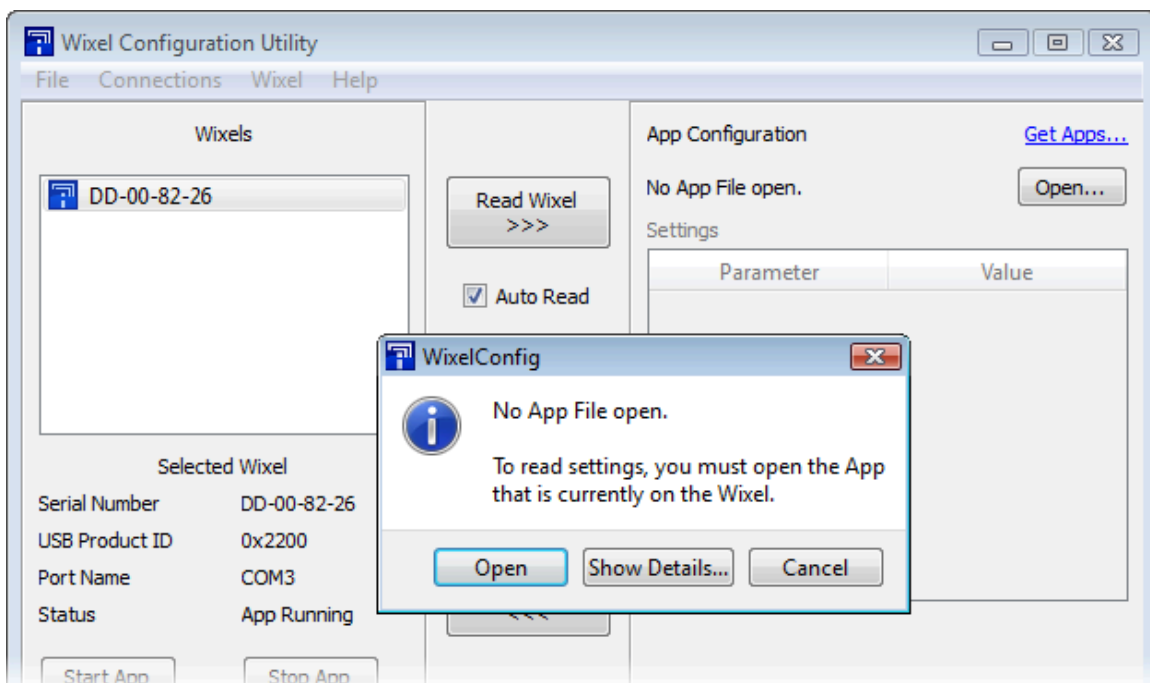 Wixel Configuration Utility
File Connections Wixel Help
Wixels
DD-00-82-26
Read Wixel
>>>
Auto Read
App Configuration
Get Apps...
No App File open.
Open...
Settings
Parameter Value
WixelConfig
No App File open.
To read settings, you must open the App
that is currently on the Wixel.
Open Show Details... Cancel
Selected Wixel
Serial Number DD-00-82-26
USB Product ID 0x2200
Port Name COM3
Status App Running
<<<
Start App Stop App